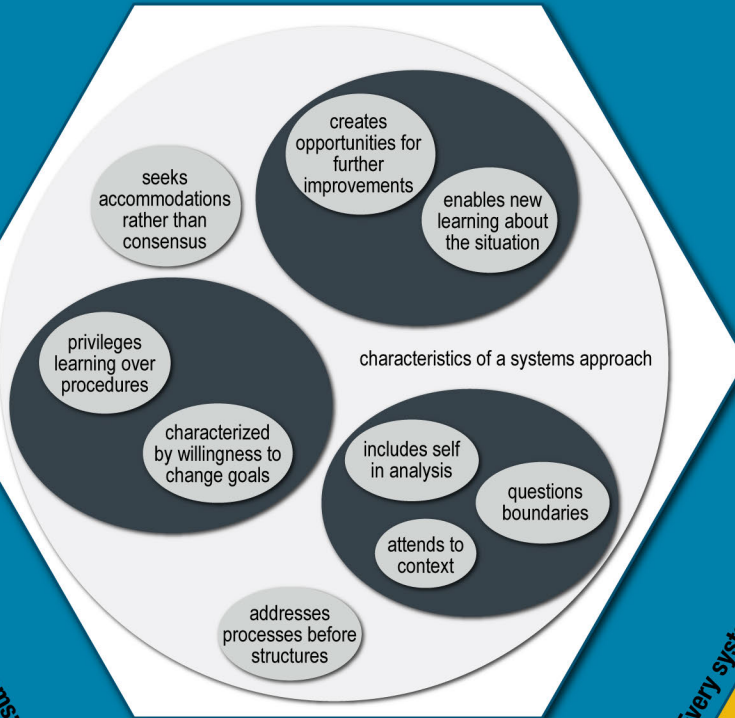 creates
opportunities for
further
improvements
seeks
accommodations
rather than
consensus
enables new
learning about
the situation
privileges
learning over
procedures
characteristics of a systems approach
characterized
by willingness to
change goals
includes self
in analysis
questions
boundaries
attends to
context
addresses
processes before
structures